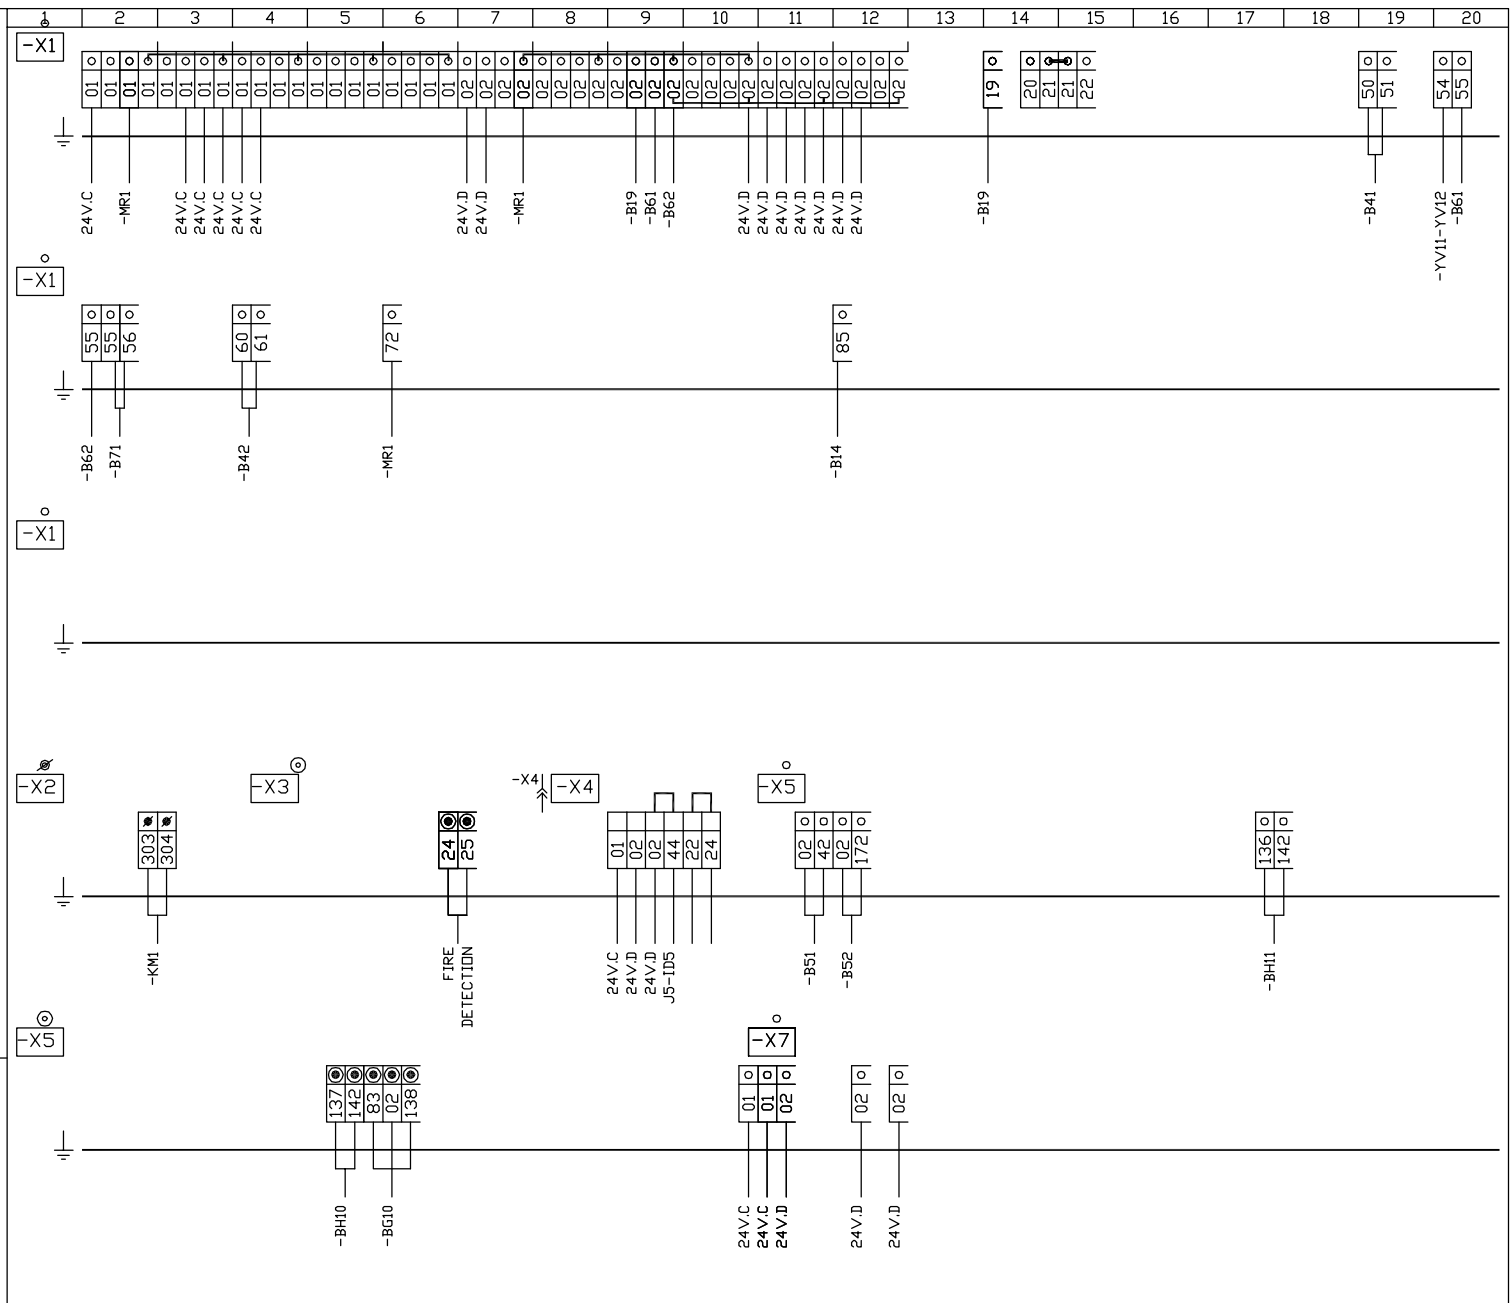 1 2 3 4 5 6 7 8 9 10 11 12 13 14 15 16 17 18 19 20
-X1
01 01 01 01 01 01 01 01 01 01 01 01 01 01 01 01 01 01 01 01 02 02 02 02 02 02 02 02 02 02 02 02 02 02 02 02 02 02 02 02 02 02 02 02 19 20 21 21 22 50 51 54 55
24V.C -MR1 24V.C 24V.C 24V.C 24V.C 24V.C 24V.D 24V.D -MR1 -B19 -B61 -B62 24V.D 24V.D 24V.D 24V.D 24V.D 24V.D 24V.D -B19 -B41 -YV11-YV12 -B61
-X1
55 55 56 60 61 72 85
-B62 -B71 -B42 -MR1 -B14
-X1
-X2 -X3 -X4 -X4 -X5
303 304 24 25 01 02 02 44 22 24 02 42 02 172 136 142
-KM1 FIRE DETECTION 24V.C 24V.D 24V.D J5-ID5 -B51 -B52 -BH11
-X5 -X7
137 142 83 02 138 01 01 02 02 02
-BH10 -BG10 24V.C 24V.C 24V.D 24V.D 24V.D